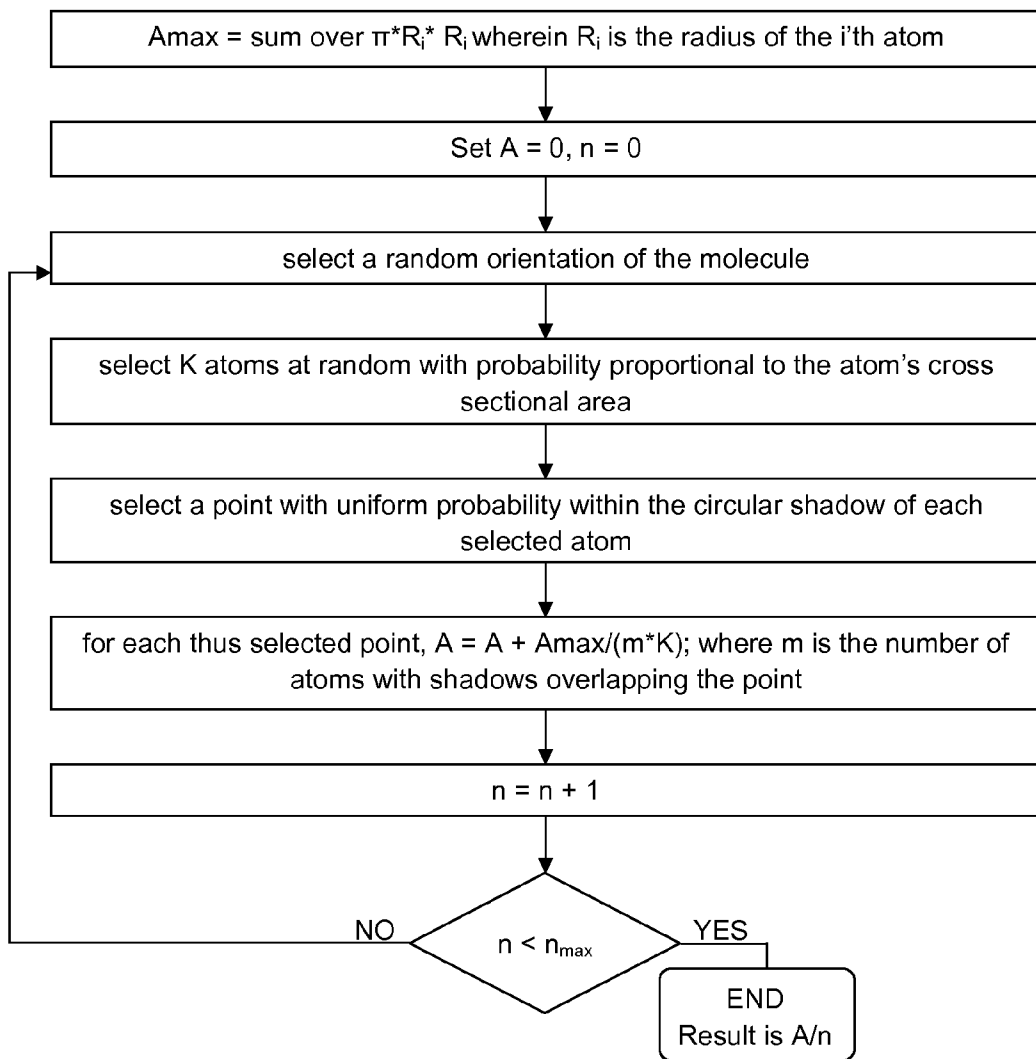 Amax = sum over π*Rᵢ* Rᵢ wherein Rᵢ is the radius of the i'th atom
Set A = 0, n = 0
select a random orientation of the molecule
select K atoms at random with probability proportional to the atom's cross
sectional area
select a point with uniform probability within the circular shadow of each
selected atom
for each thus selected point, A = A + Amax/(m*K); where m is the number of
atoms with shadows overlapping the point
n = n + 1
NO
n < nmax
YES
END
Result is A/n